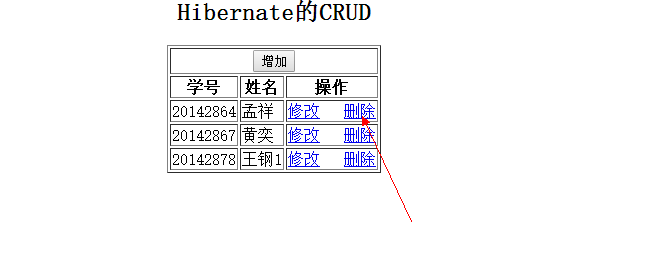 Hibernate的CRUD
增加
学号 姓名 操作
20142864 孟祥 修改 删除
20142867 黄奕 修改 删除
20142878 王钢1 修改 删除